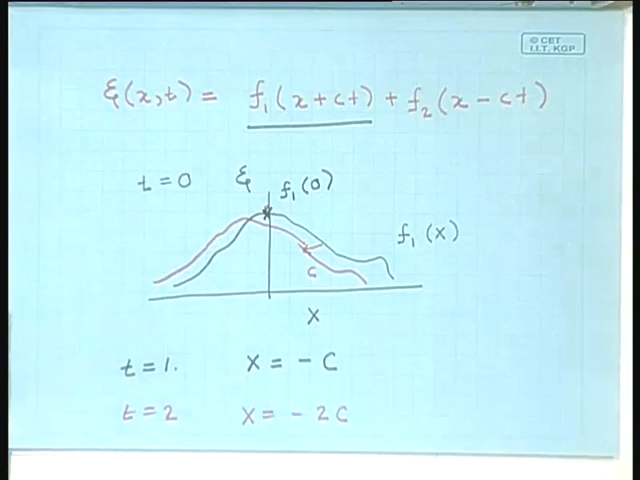 © CET
I.I.T. KGP
ξ(x,t) = f₁(x+ct) + f₂(x-ct)
t=0 ξ f₁(0)
f₁(x)
c
x
t=1. x = - c
t=2 x = - 2c